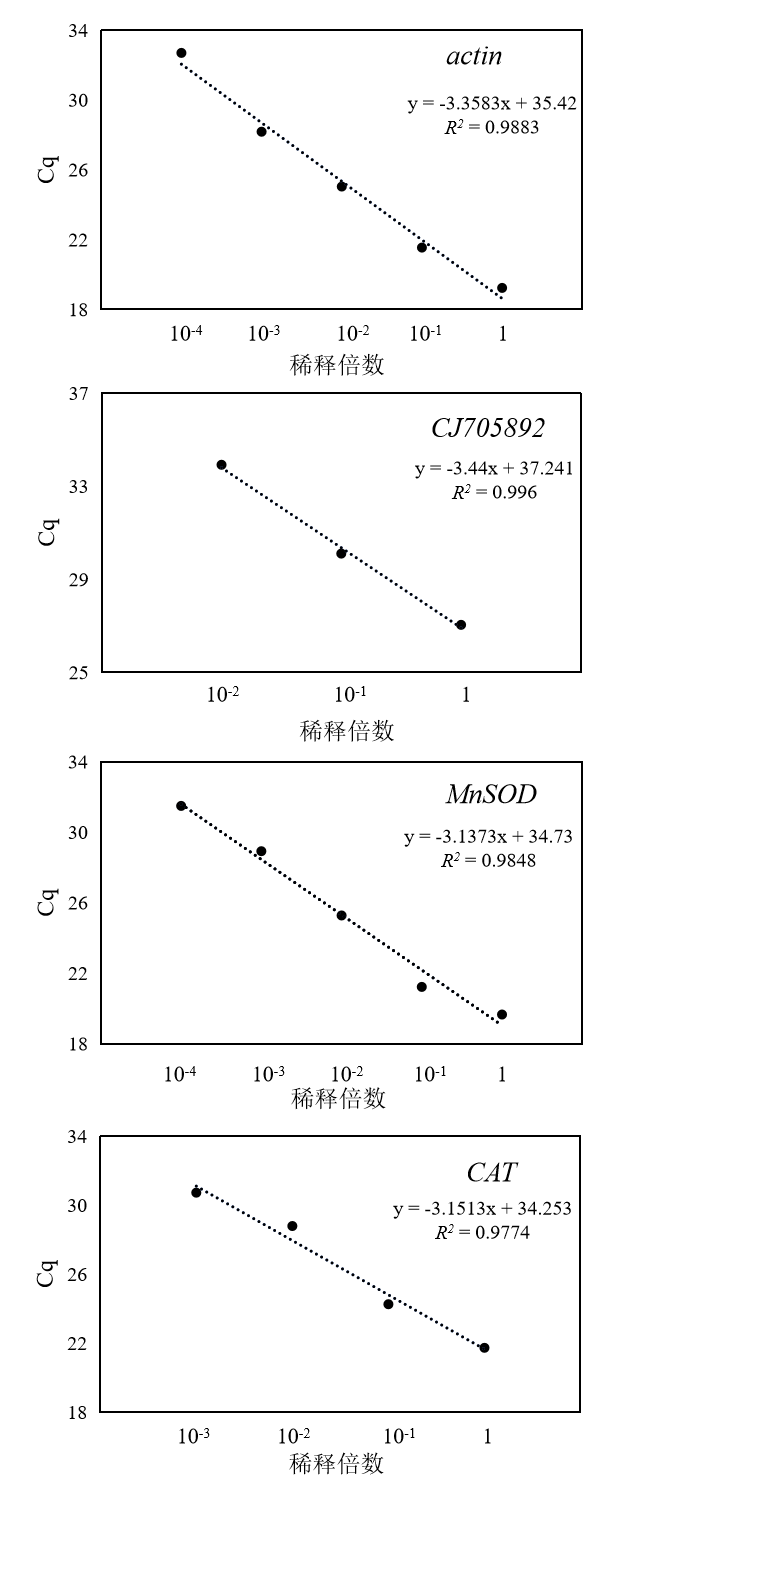 34
actin
30
y = -3.3583x + 35.42
R² = 0.9883
Cq
26
22
18
10⁻⁴ 10⁻³ 10⁻² 10⁻¹ 1
稀释倍数
37
CJ705892
y = -3.44x + 37.241
33
R² = 0.996
Cq
29
25
10⁻² 10⁻¹ 1
稀释倍数
34
MnSOD
30
y = -3.1373x + 34.73
R² = 0.9848
Cq
26
22
18
10⁻⁴ 10⁻³ 10⁻² 10⁻¹ 1
稀释倍数
34
CAT
30
y = -3.1513x + 34.253
R² = 0.9774
Cq
26
22
18
10⁻³ 10⁻² 10⁻¹ 1
稀释倍数